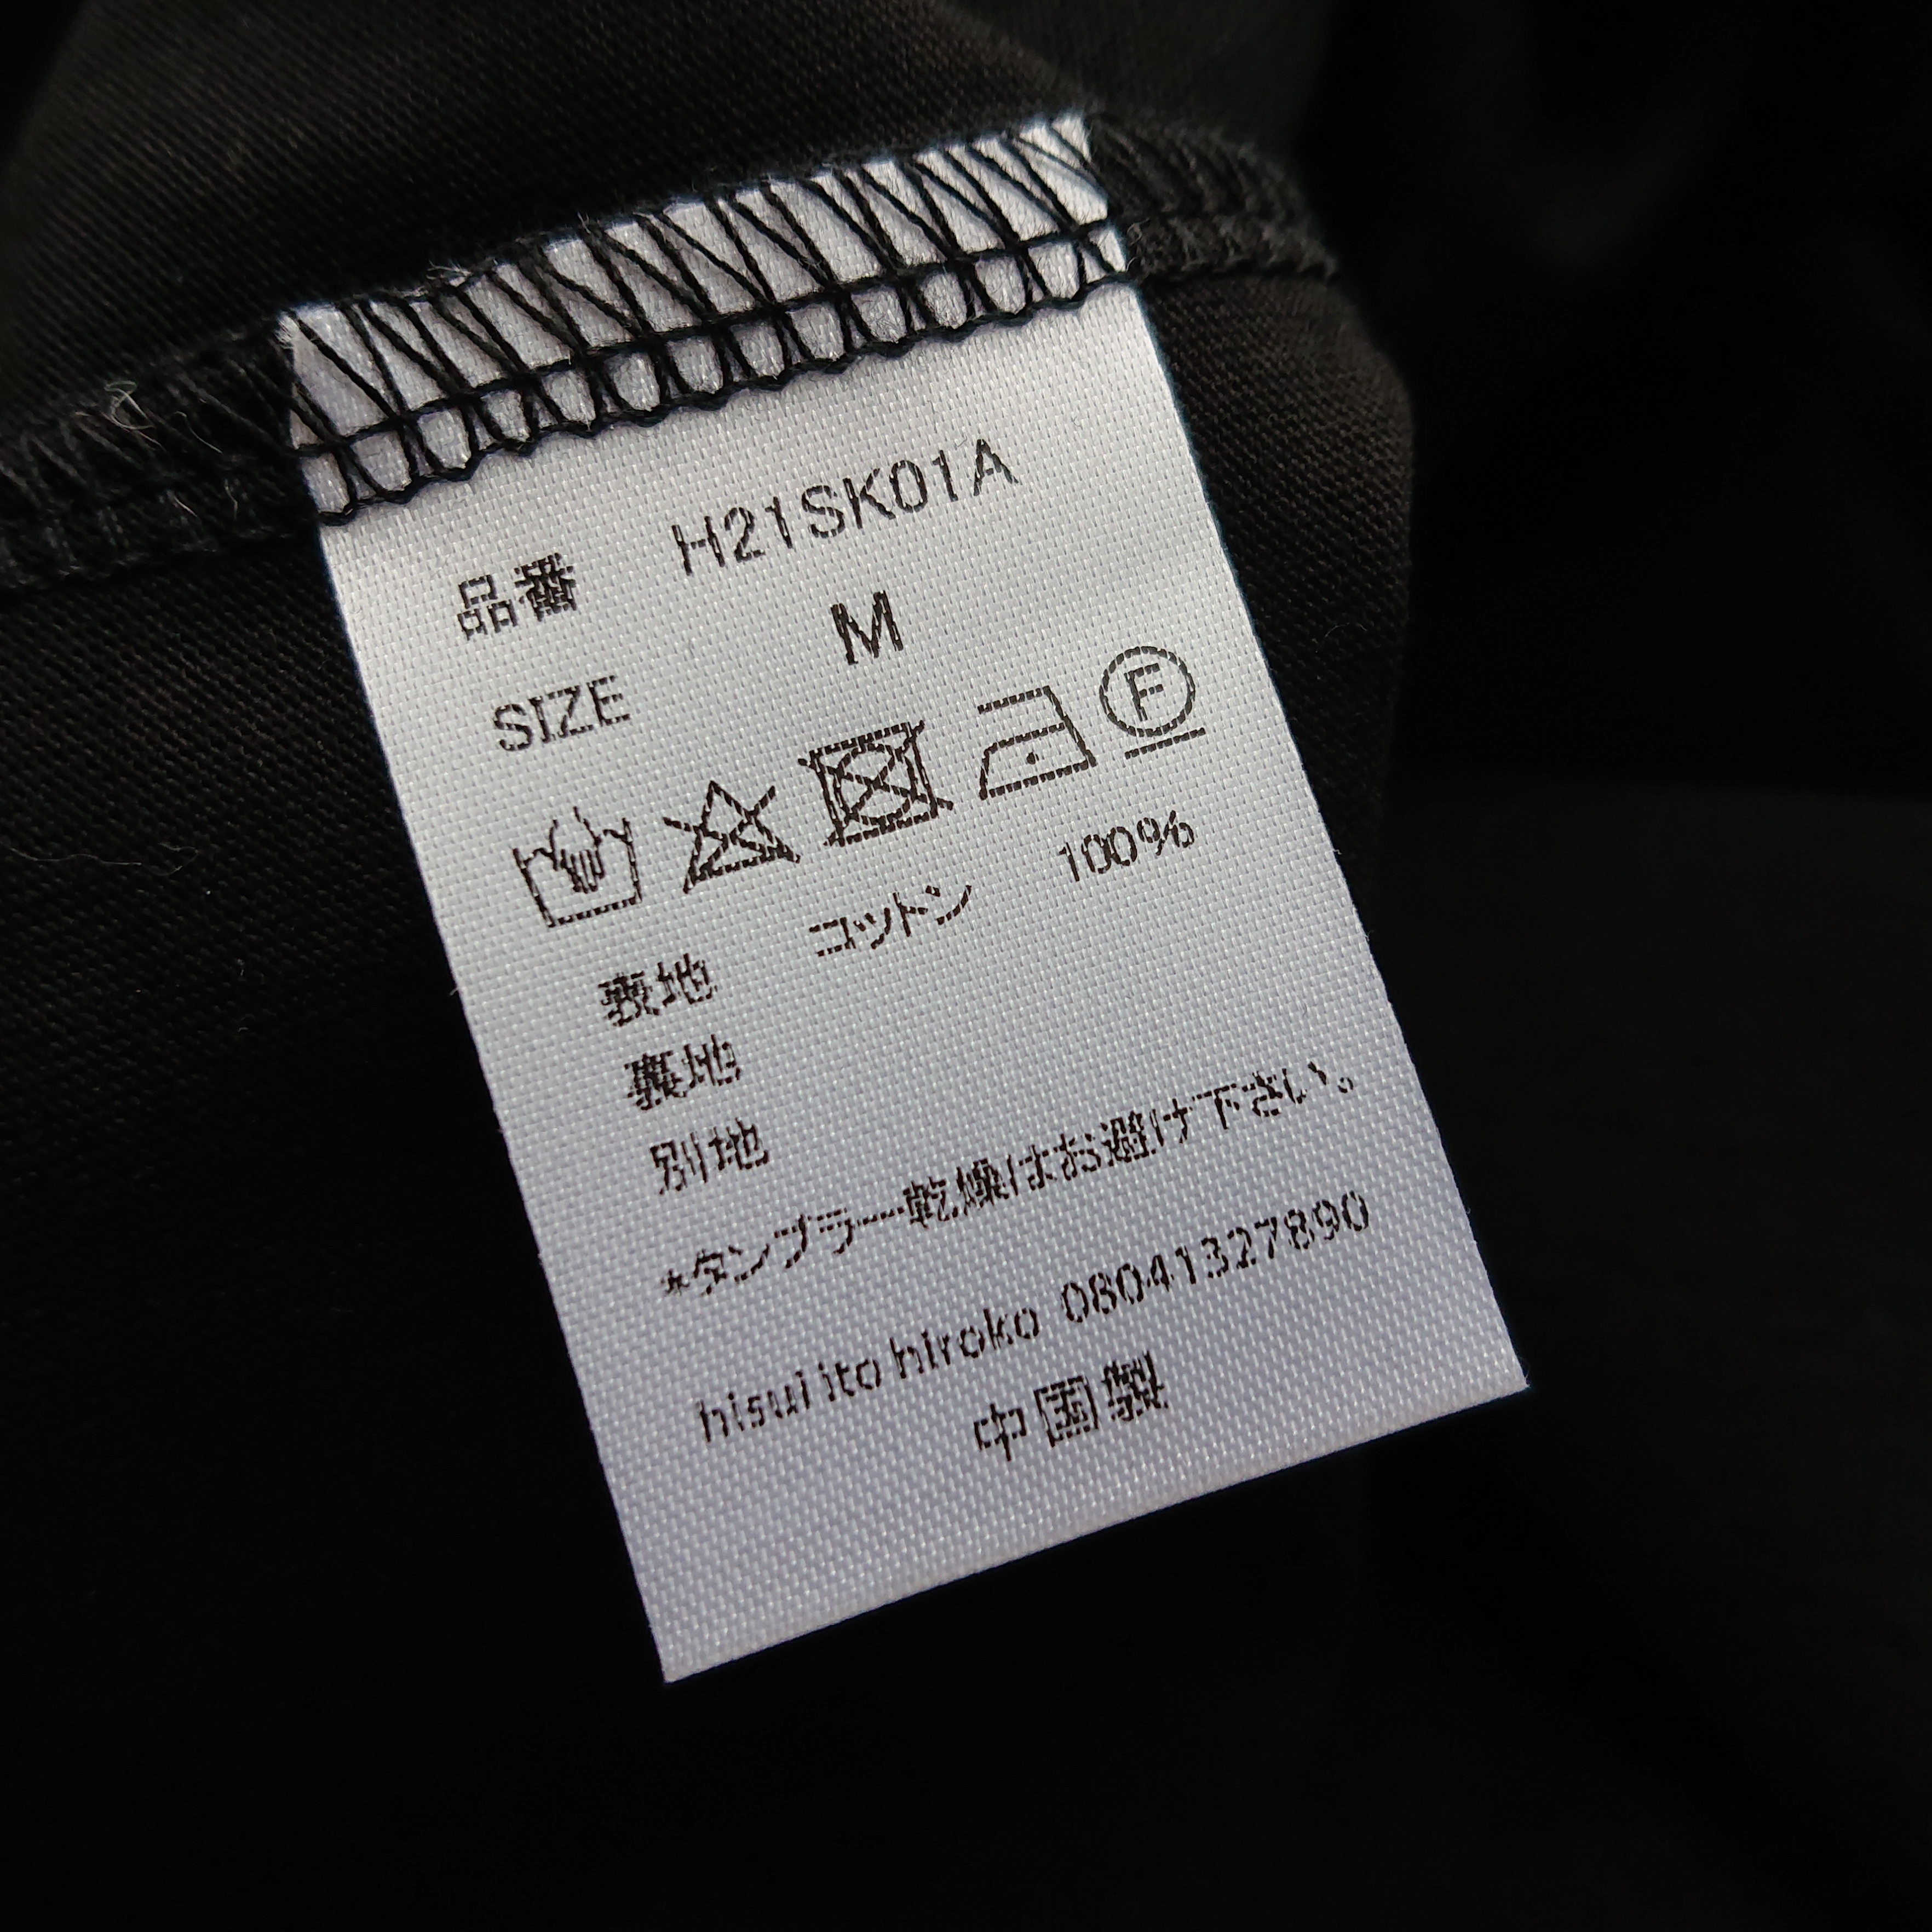 品番 H21SK01A
SIZE M
F
表地 コットン 100%
裏地
別地
*タンブラー乾燥はお避け下さい。
hisui ito hiroko 08041327890
中国製